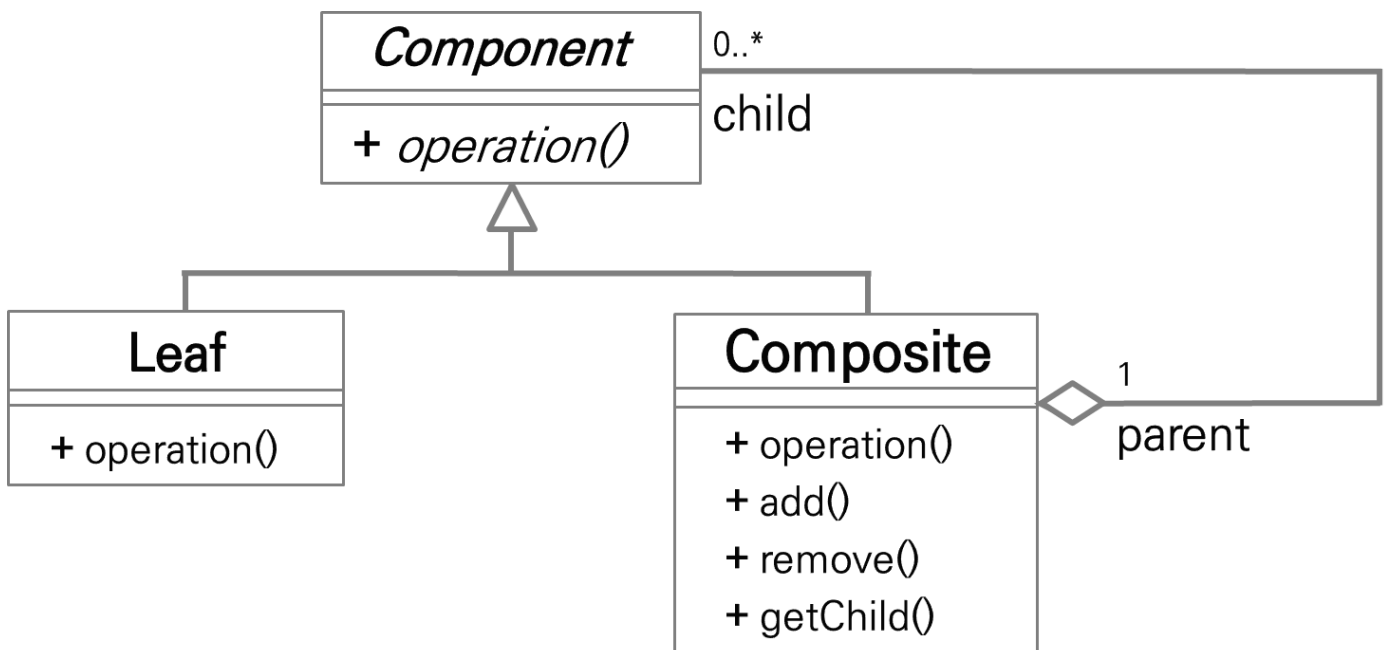 Component
+ operation()
0..*
child
Leaf
+ operation()
Composite
+ operation()
+ add()
+ remove()
+ getChild()
1
parent